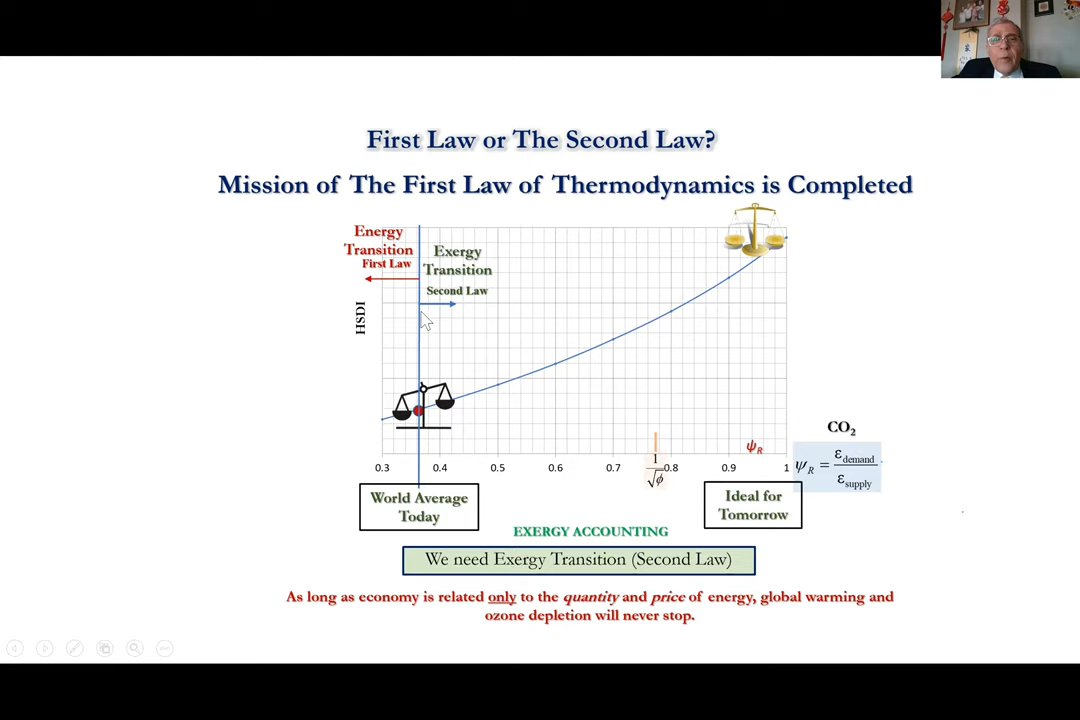 First Law or The Second Law?
Mission of The First Law of Thermodynamics is Completed
Energy
Transition
First Law
Exergy
Transition
Second Law
HSDI
CO₂
ψR
0.3 0.4 0.5 0.6 0.7 0.8 0.9 1
1/√ϕ
ψR = εdemand/εsupply
World Average
Today
Ideal for
Tomorrow
EXERGY ACCOUNTING
We need Exergy Transition (Second Law)
As long as economy is related only to the quantity and price of energy, global warming and
ozone depletion will never stop.